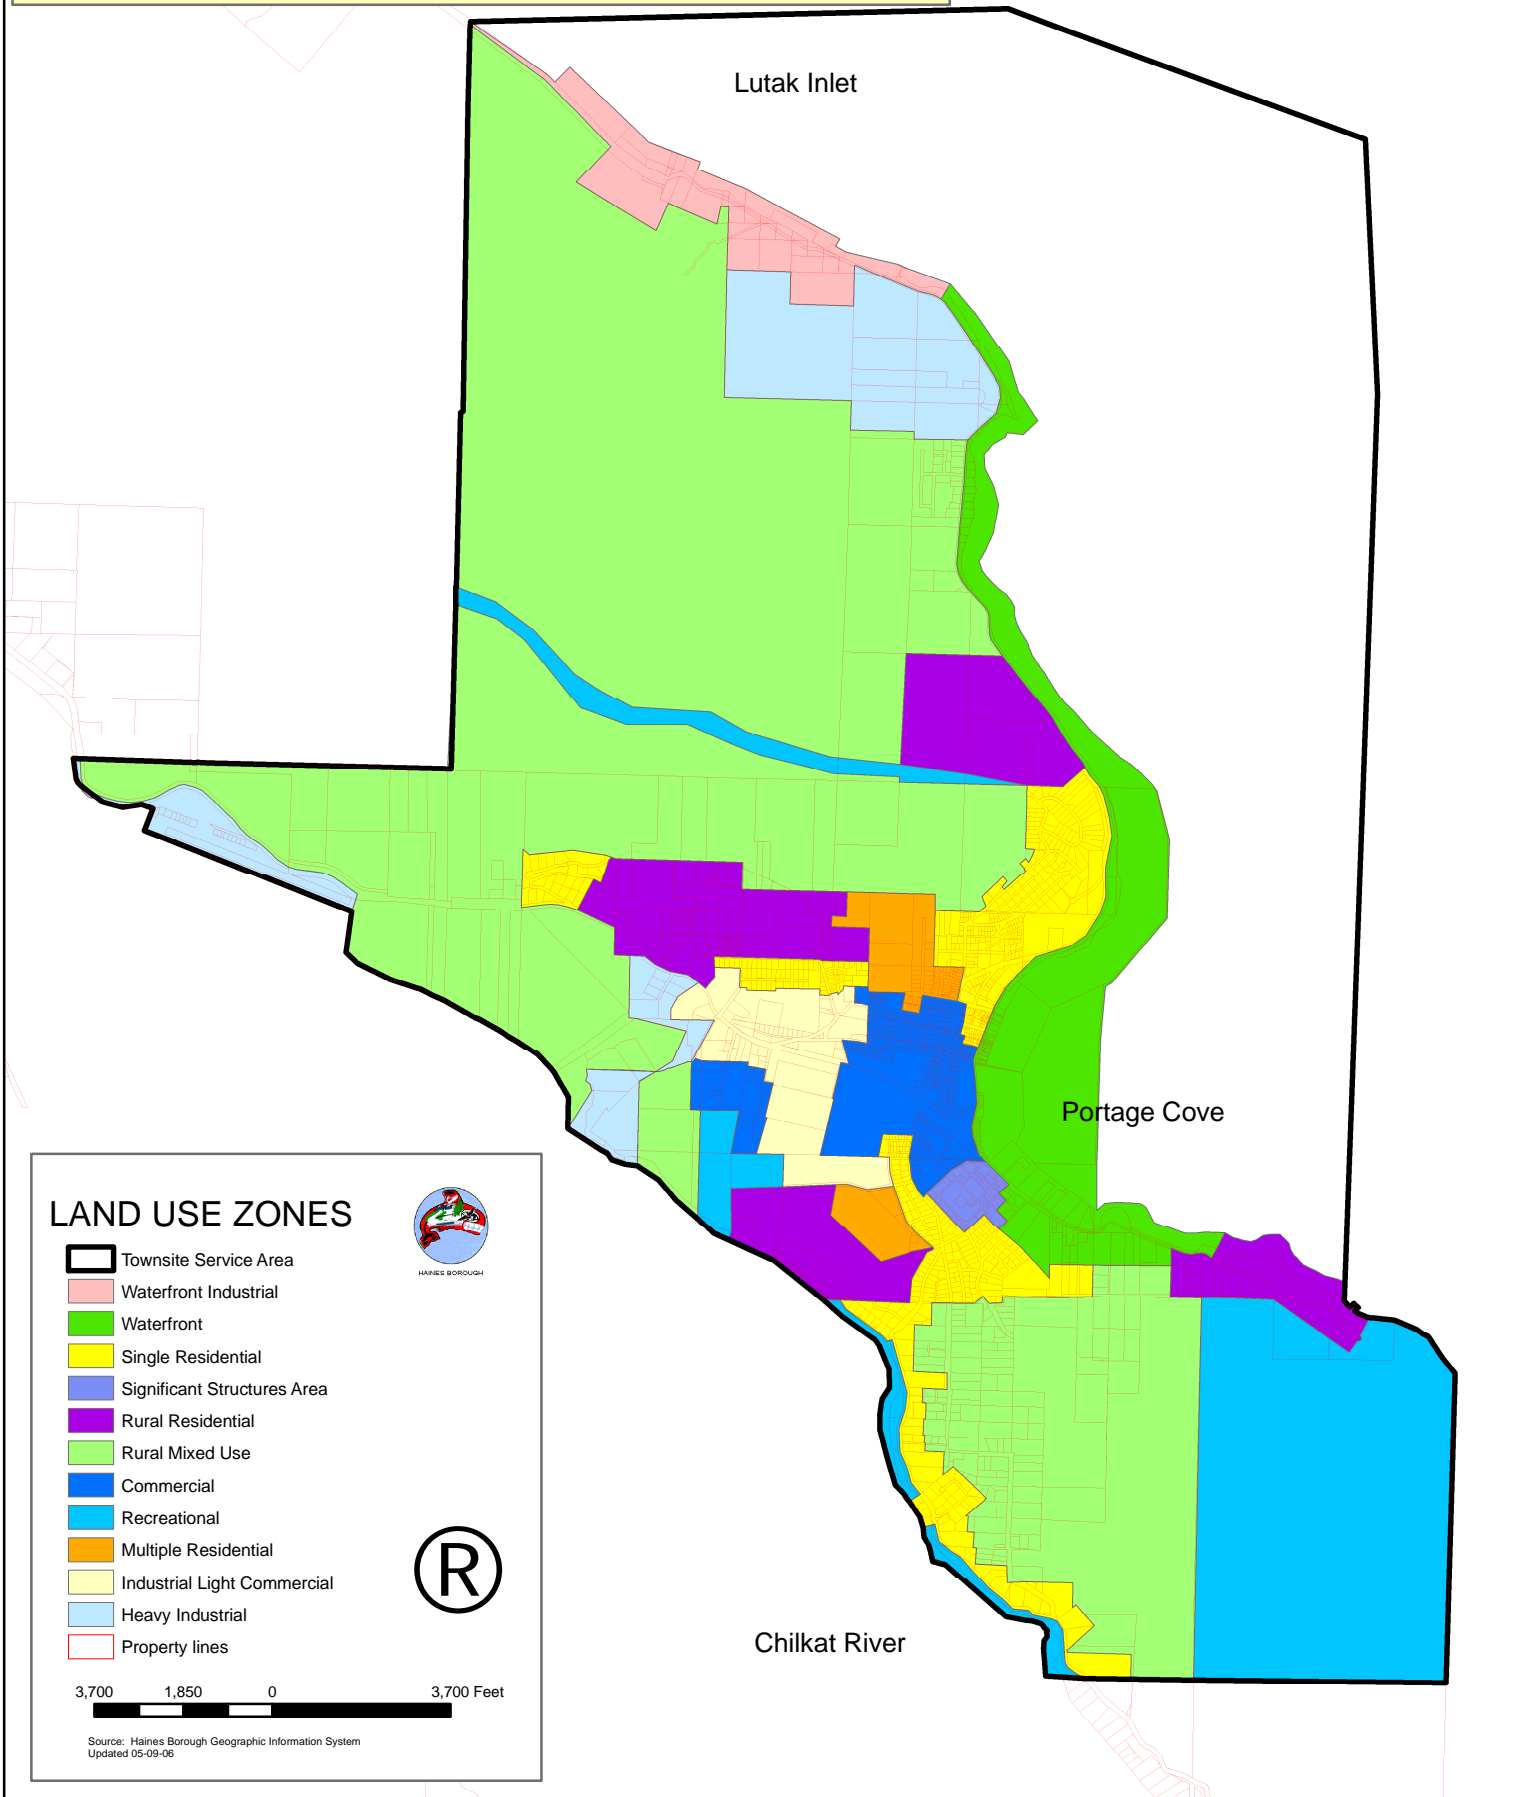 Lutak Inlet
Portage Cove
LAND USE ZONES
HAINES BOROUGH
Townsite Service Area
Waterfront Industrial
Waterfront
Single Residential
Significant Structures Area
Rural Residential
Rural Mixed Use
Commercial
Recreational
Multiple Residential
Industrial Light Commercial
Heavy Industrial
Property lines
®
3,700 1,850 0 3,700 Feet
Source: Haines Borough Geographic Information System
Updated 05-09-06
Chilkat River